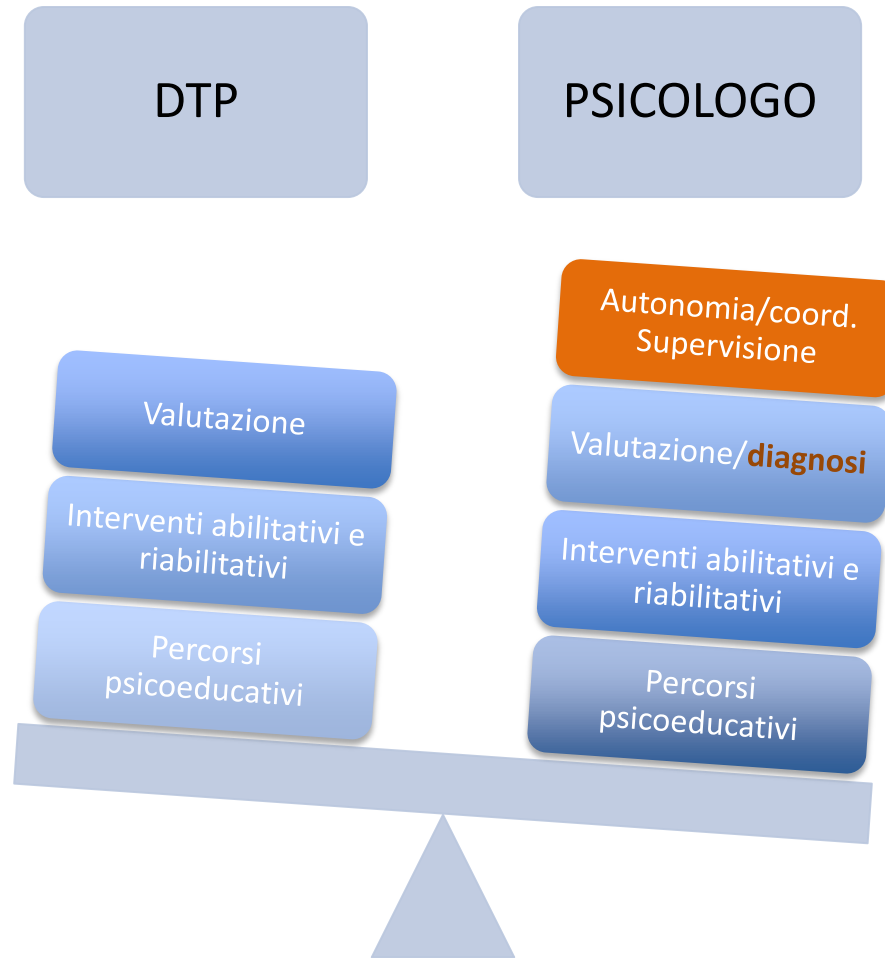 DTP
PSICOLOGO
Valutazione
Interventi abilitativi e
riabilitativi
Percorsi
psicoeducativi
Autonomia/coord.
Supervisione
Valutazione/diagnosi
Interventi abilitativi e
riabilitativi
Percorsi
psicoeducativi